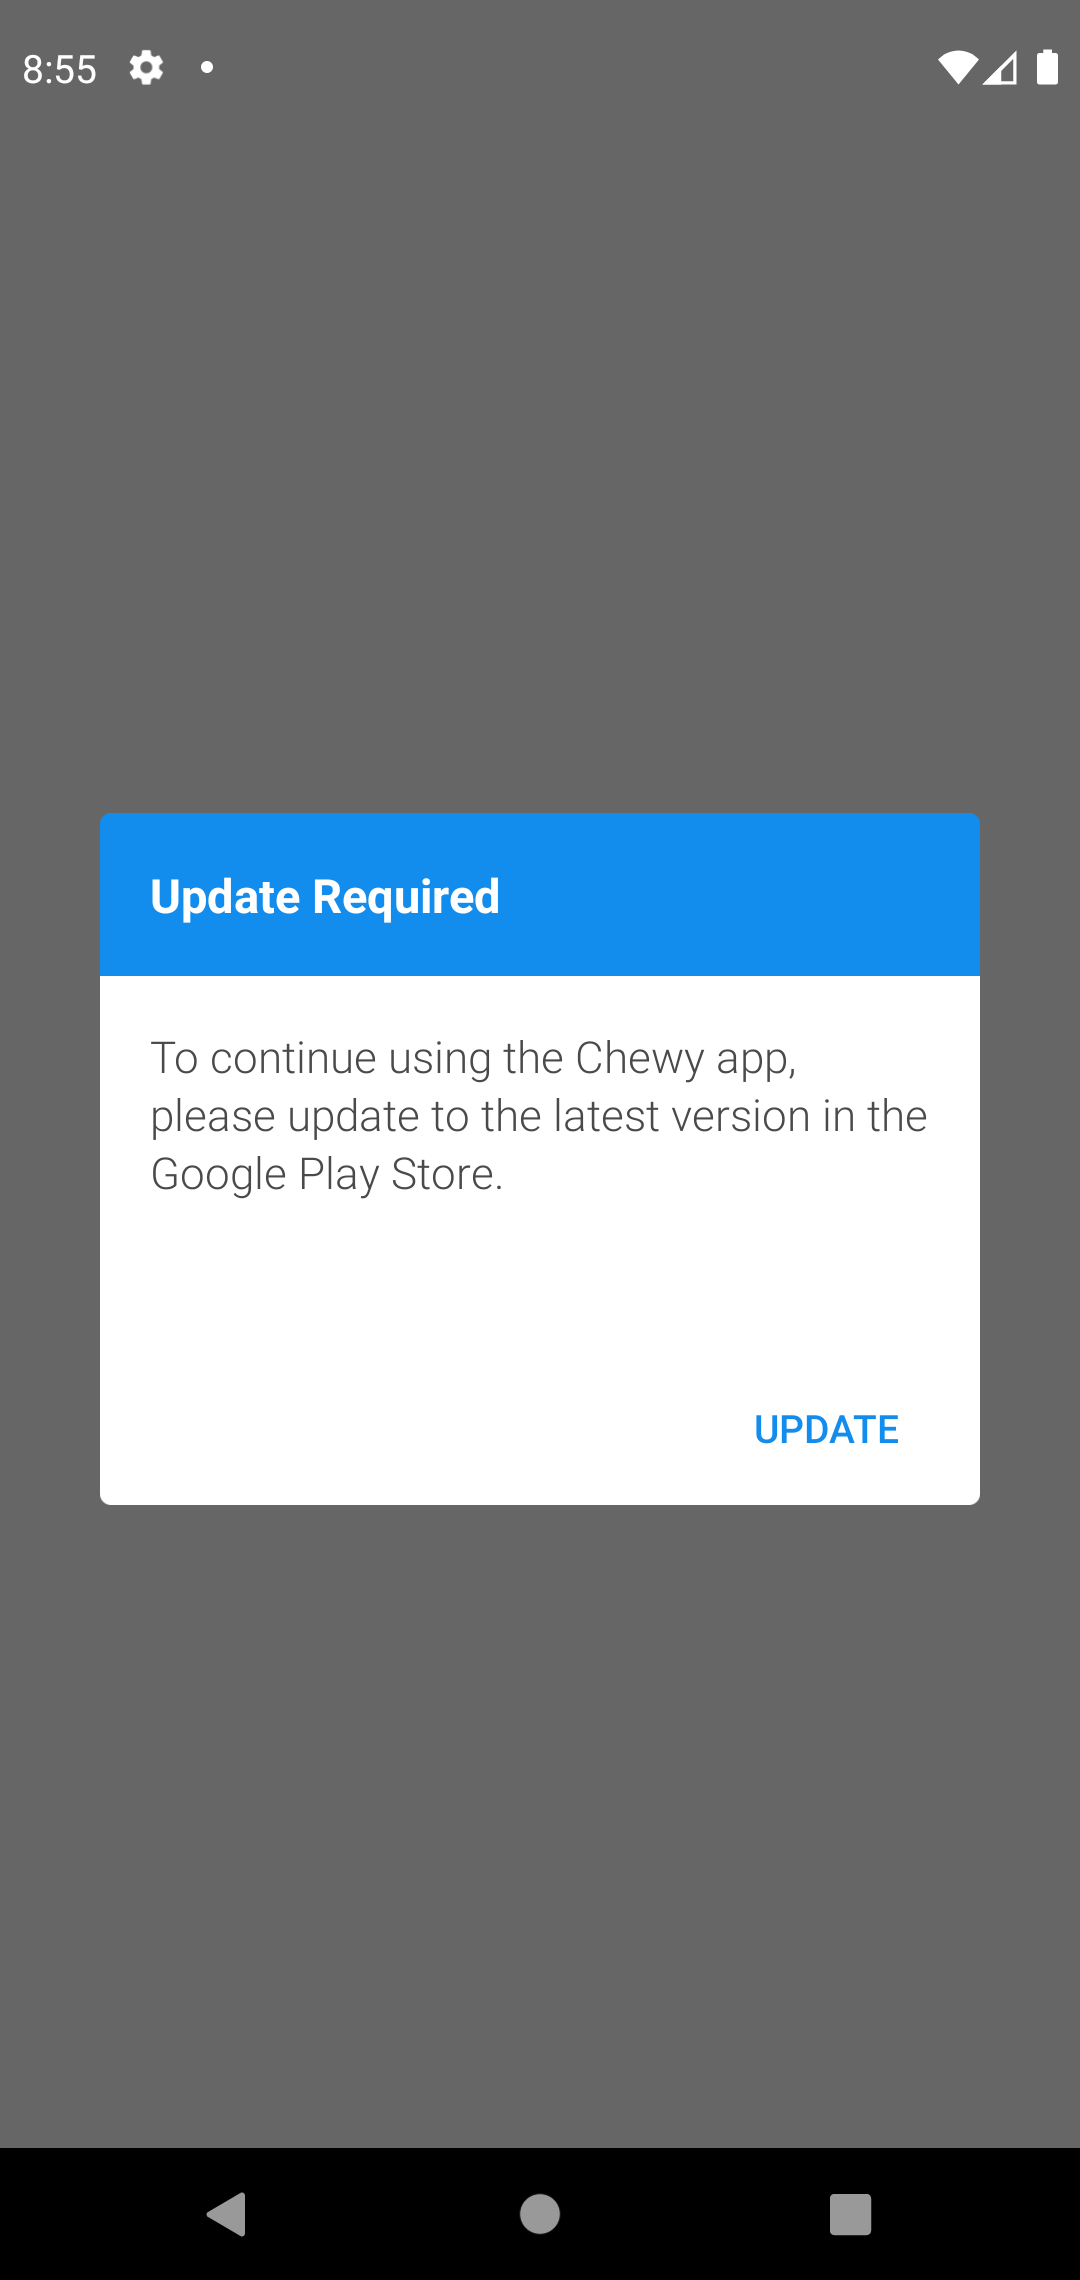 8:55
Update Required
To continue using the Chewy app,
please update to the latest version in the
Google Play Store.
UPDATE